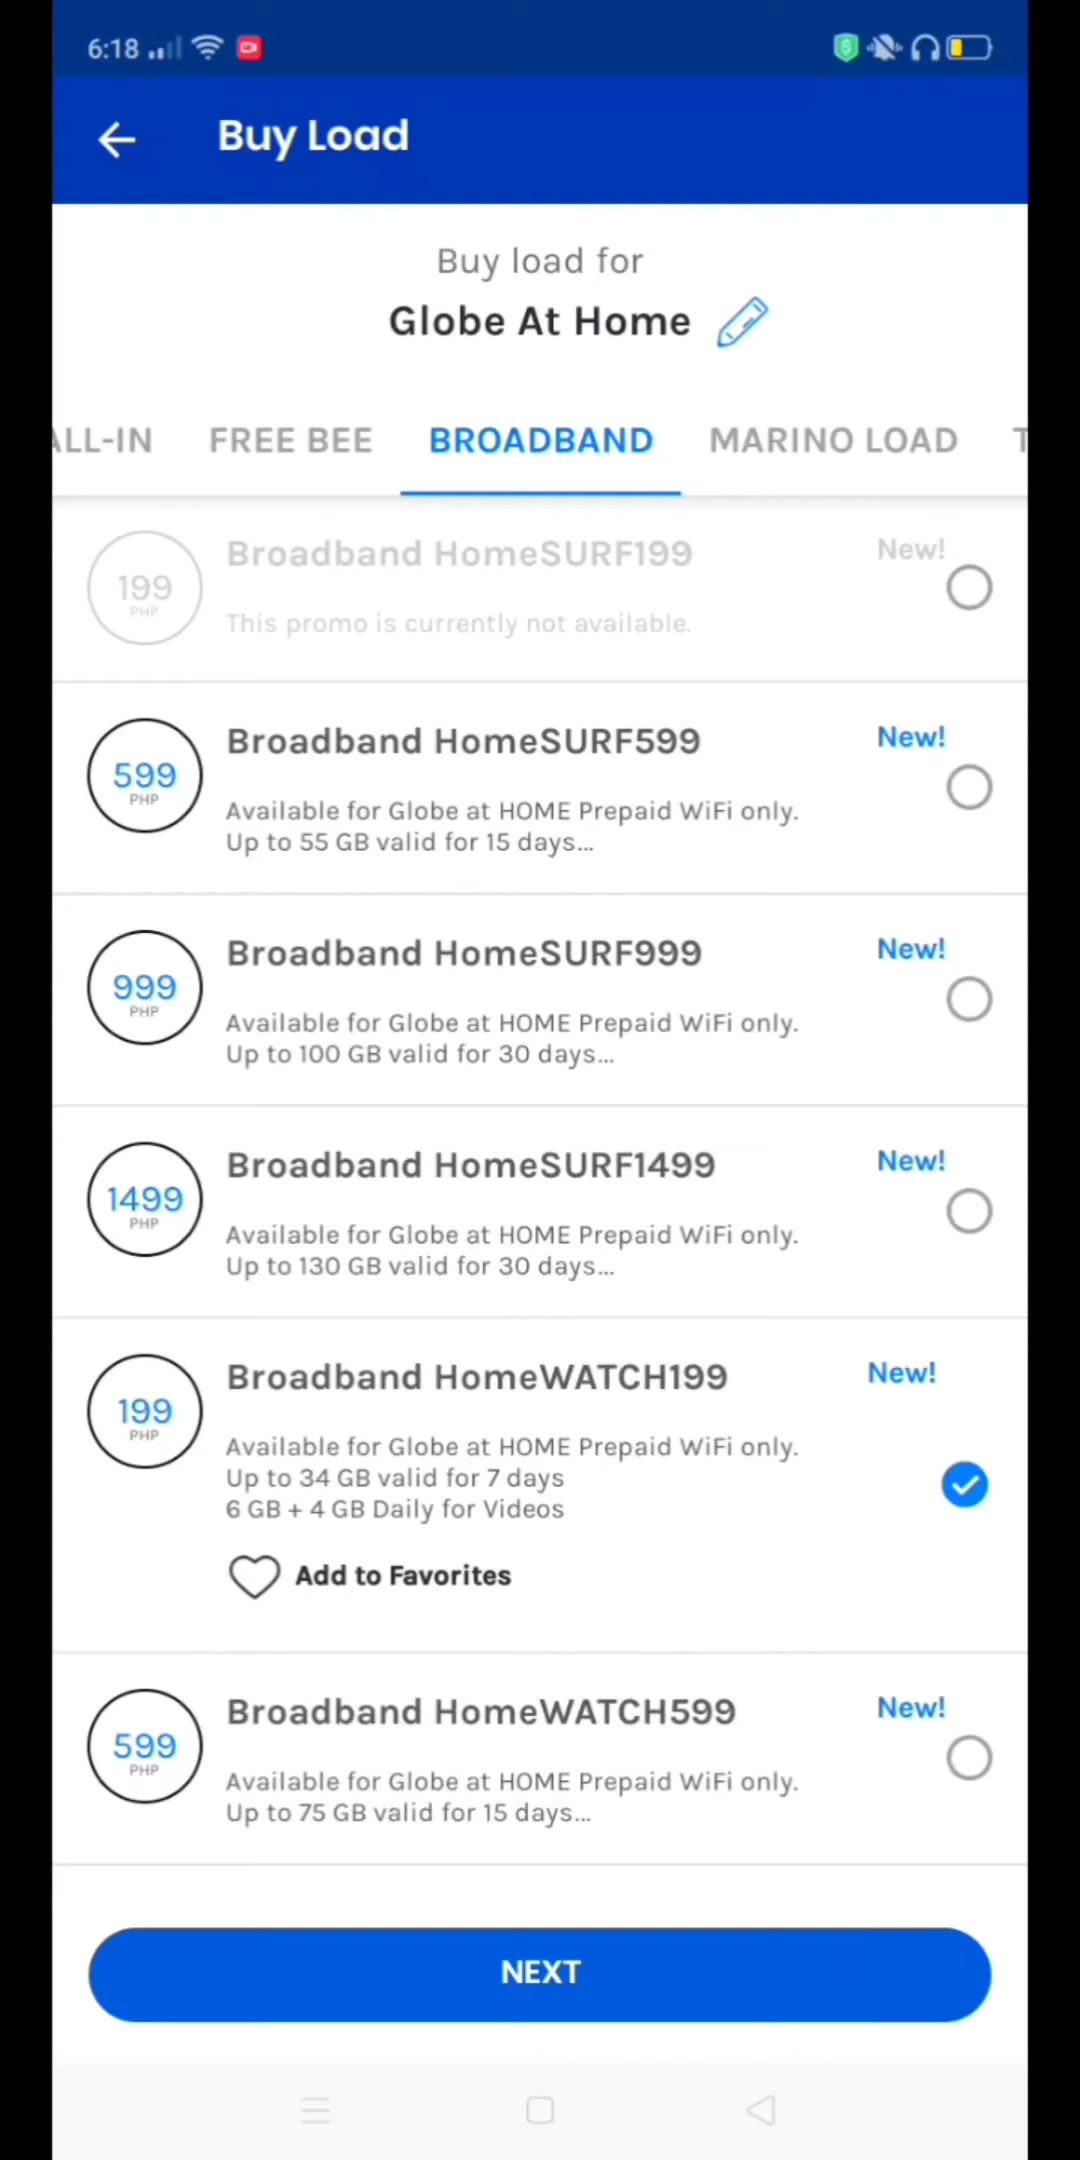 6:18
Buy Load
Buy load for
Globe At Home
ALL-IN FREE BEE BROADBAND MARINO LOAD T
Broadband HomeSURF199 New!
199
PHP
This promo is currently not available.
Broadband HomeSURF599 New!
599
PHP
Available for Globe at HOME Prepaid WiFi only.
Up to 55 GB valid for 15 days...
Broadband HomeSURF999 New!
999
PHP
Available for Globe at HOME Prepaid WiFi only.
Up to 100 GB valid for 30 days...
Broadband HomeSURF1499 New!
1499
PHP
Available for Globe at HOME Prepaid WiFi only.
Up to 130 GB valid for 30 days...
Broadband HomeWATCH199 New!
199
PHP
Available for Globe at HOME Prepaid WiFi only.
Up to 34 GB valid for 7 days
6 GB + 4 GB Daily for Videos
Add to Favorites
Broadband HomeWATCH599 New!
599
PHP
Available for Globe at HOME Prepaid WiFi only.
Up to 75 GB valid for 15 days...
NEXT